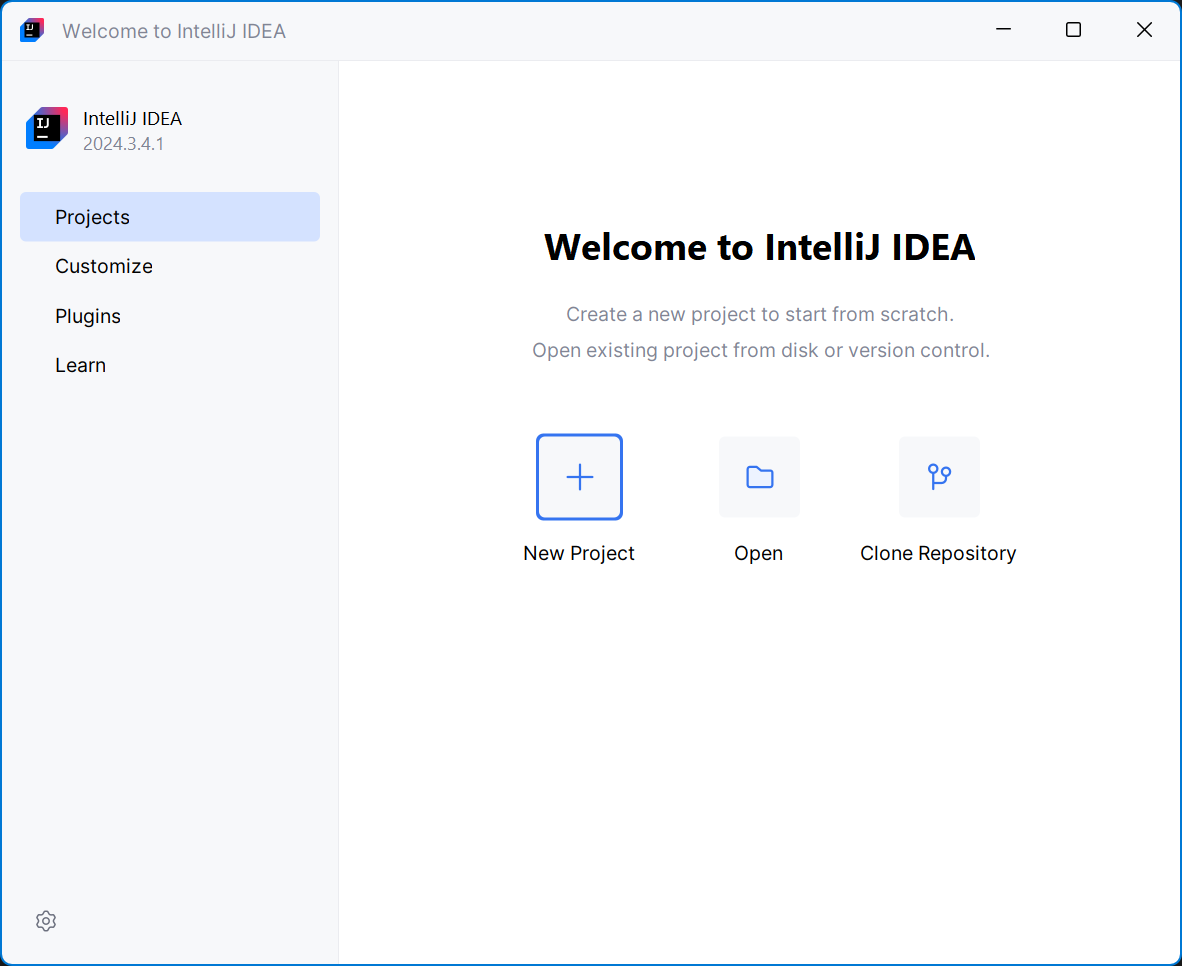 Welcome to IntelliJ IDEA
IntelliJ IDEA
2024.3.4.1
Projects
Customize
Plugins
Learn
Welcome to IntelliJ IDEA
Create a new project to start from scratch.
Open existing project from disk or version control.
New Project
Open
Clone Repository